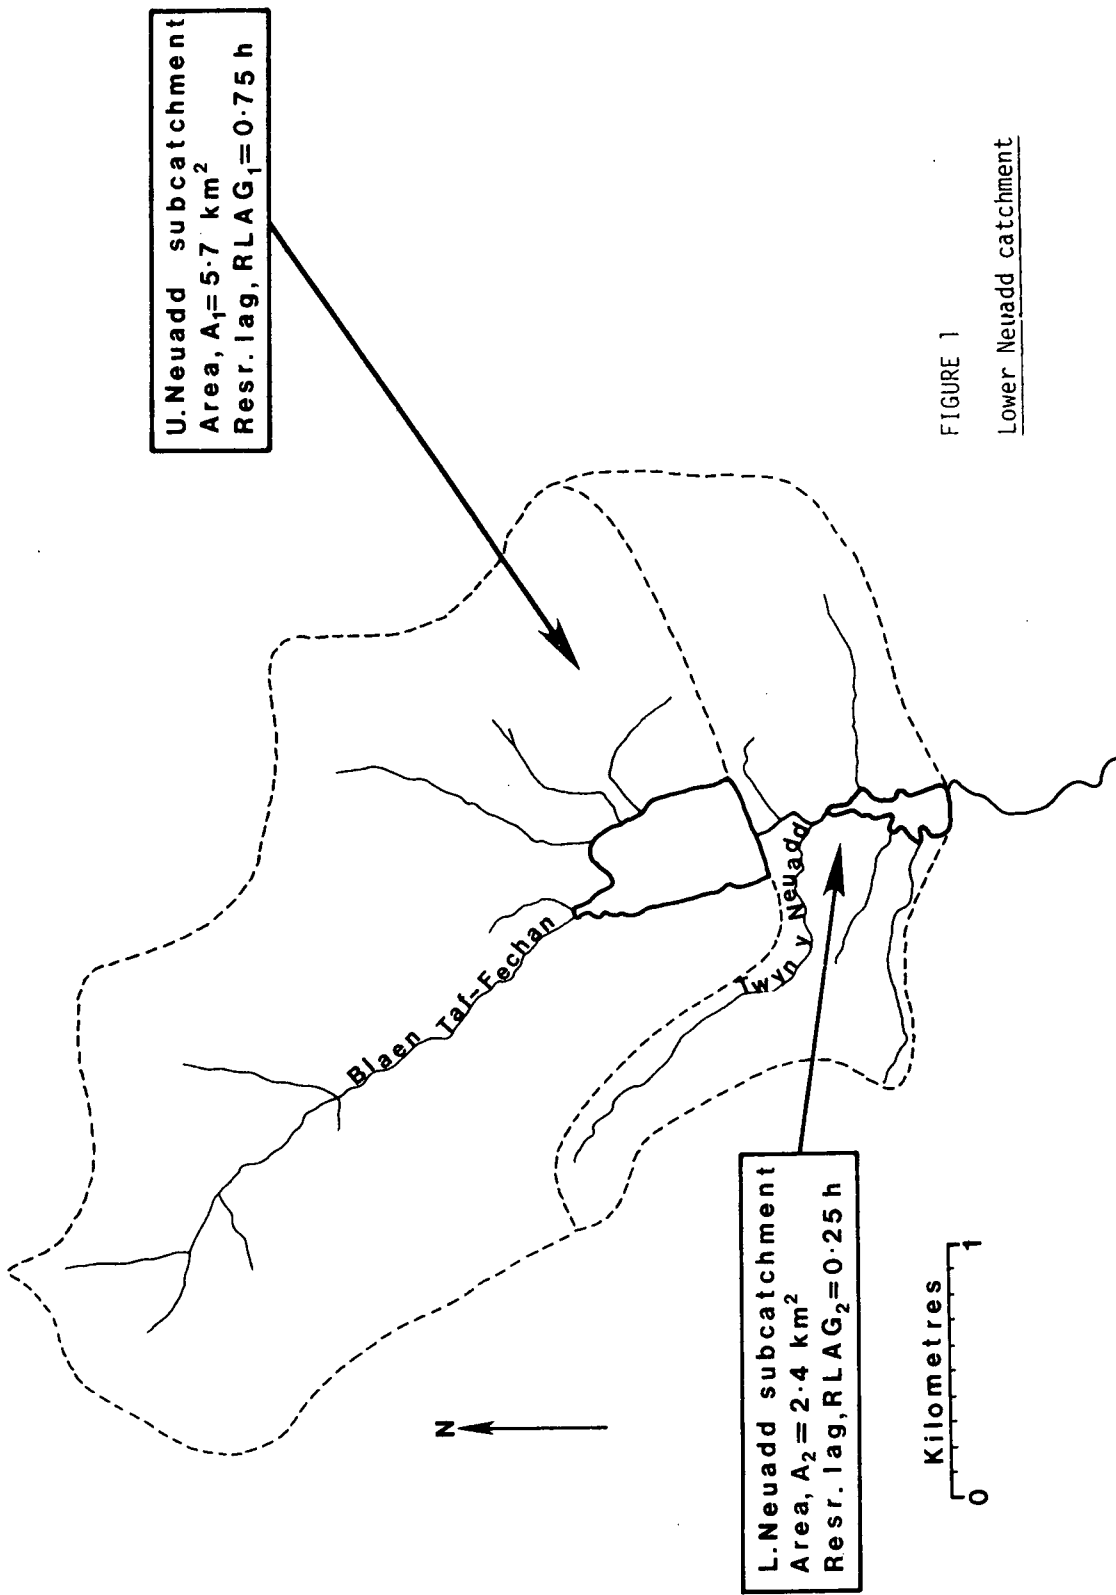 U.Neuadd subcatchment
Area, A₁=5·7 km²
Resr. lag, RLAG₁=0·75 h
Blaen Taf-Fechan
Twyn y Neuadd
L.Neuadd subcatchment
Area, A₂=2·4 km²
Resr. lag, RLAG₂=0·25 h
N
Kilometres
0 1
FIGURE 1
Lower Neuadd catchment